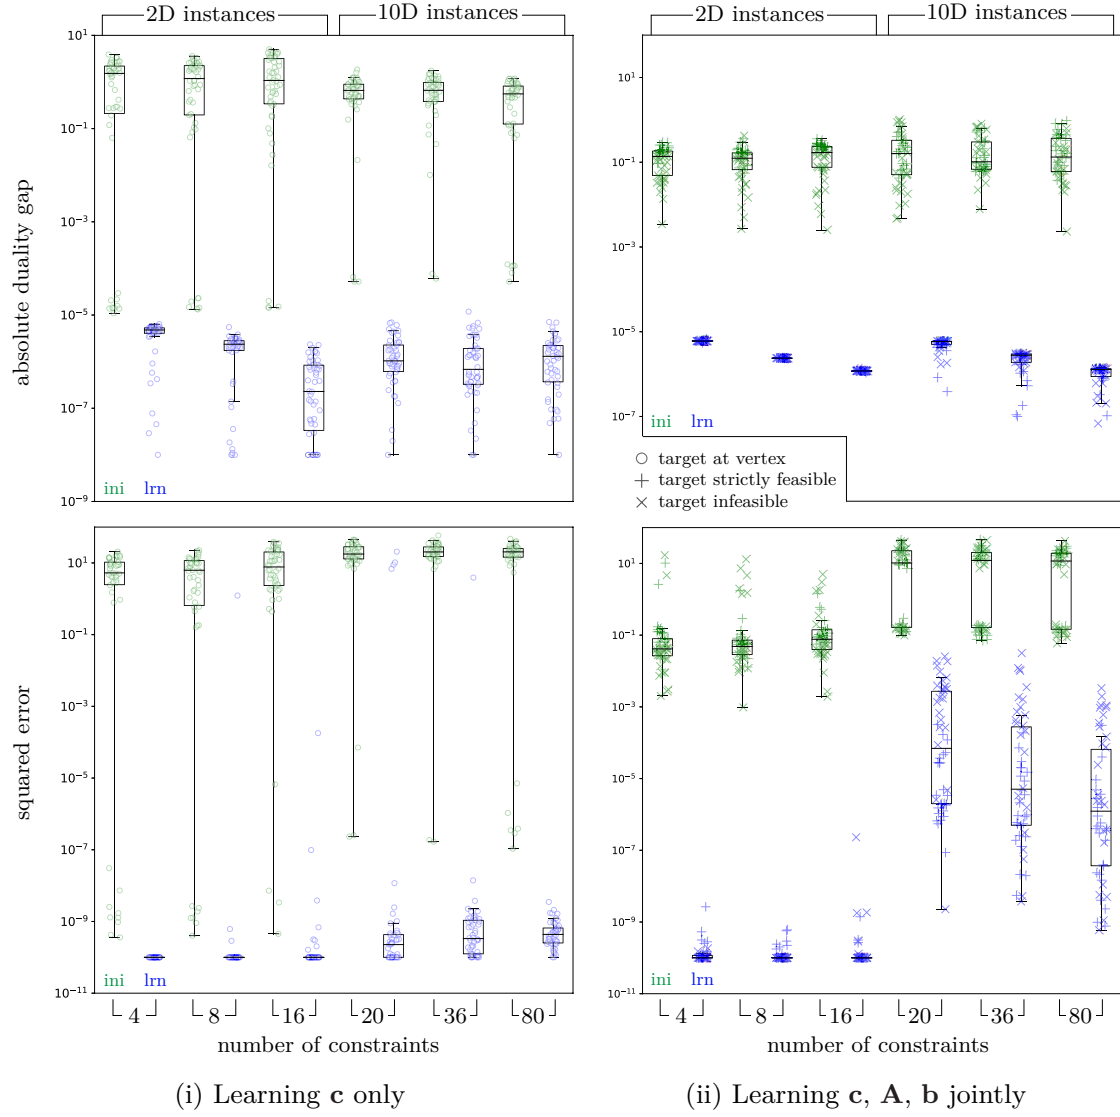 2D instances 10D instances
2D instances 10D instances
absolute duality gap
10^1
10^-1
10^-3
10^-5
10^-7
10^-9
ini lrn
10^1
10^-1
10^-3
10^-5
10^-7
ini lrn
target at vertex
target strictly feasible
target infeasible
squared error
10^1
10^-1
10^-3
10^-5
10^-7
10^-9
10^-11
ini lrn
10^1
10^-1
10^-3
10^-5
10^-7
10^-9
10^-11
ini lrn
4 8 16 20 36 80
4 8 16 20 36 80
number of constraints
number of constraints
(i) Learning c only
(ii) Learning c, A, b jointly